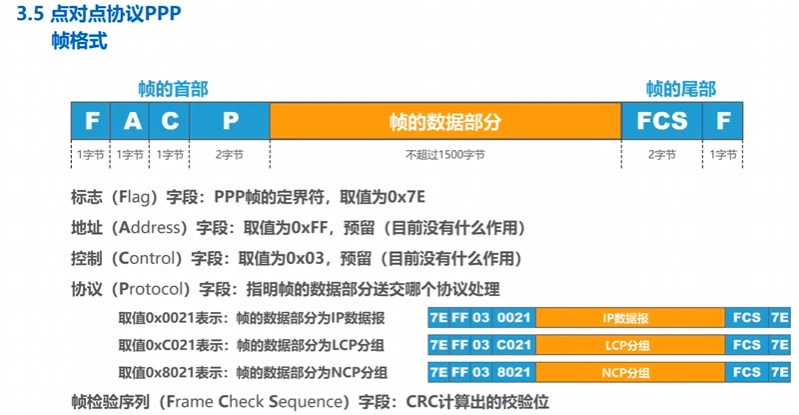 3.5 点对点协议PPP
帧格式
帧的首部 帧的尾部
F A C P 帧的数据部分 FCS F
1字节 1字节 1字节 2字节 不超过1500字节 2字节 1字节
标志（Flag）字段：PPP帧的定界符，取值为0x7E
地址（Address）字段：取值为0xFF，预留（目前没有什么作用）
控制（Control）字段：取值为0x03，预留（目前没有什么作用）
协议（Protocol）字段：指明帧的数据部分送交哪个协议处理
取值0x0021表示：帧的数据部分为IP数据报 7E FF 03 0021 IP数据报 FCS 7E
取值0xC021表示：帧的数据部分为LCP分组 7E FF 03 C021 LCP分组 FCS 7E
取值0x8021表示：帧的数据部分为NCP分组 7E FF 03 8021 NCP分组 FCS 7E
帧检验序列（Frame Check Sequence）字段：CRC计算出的校验位